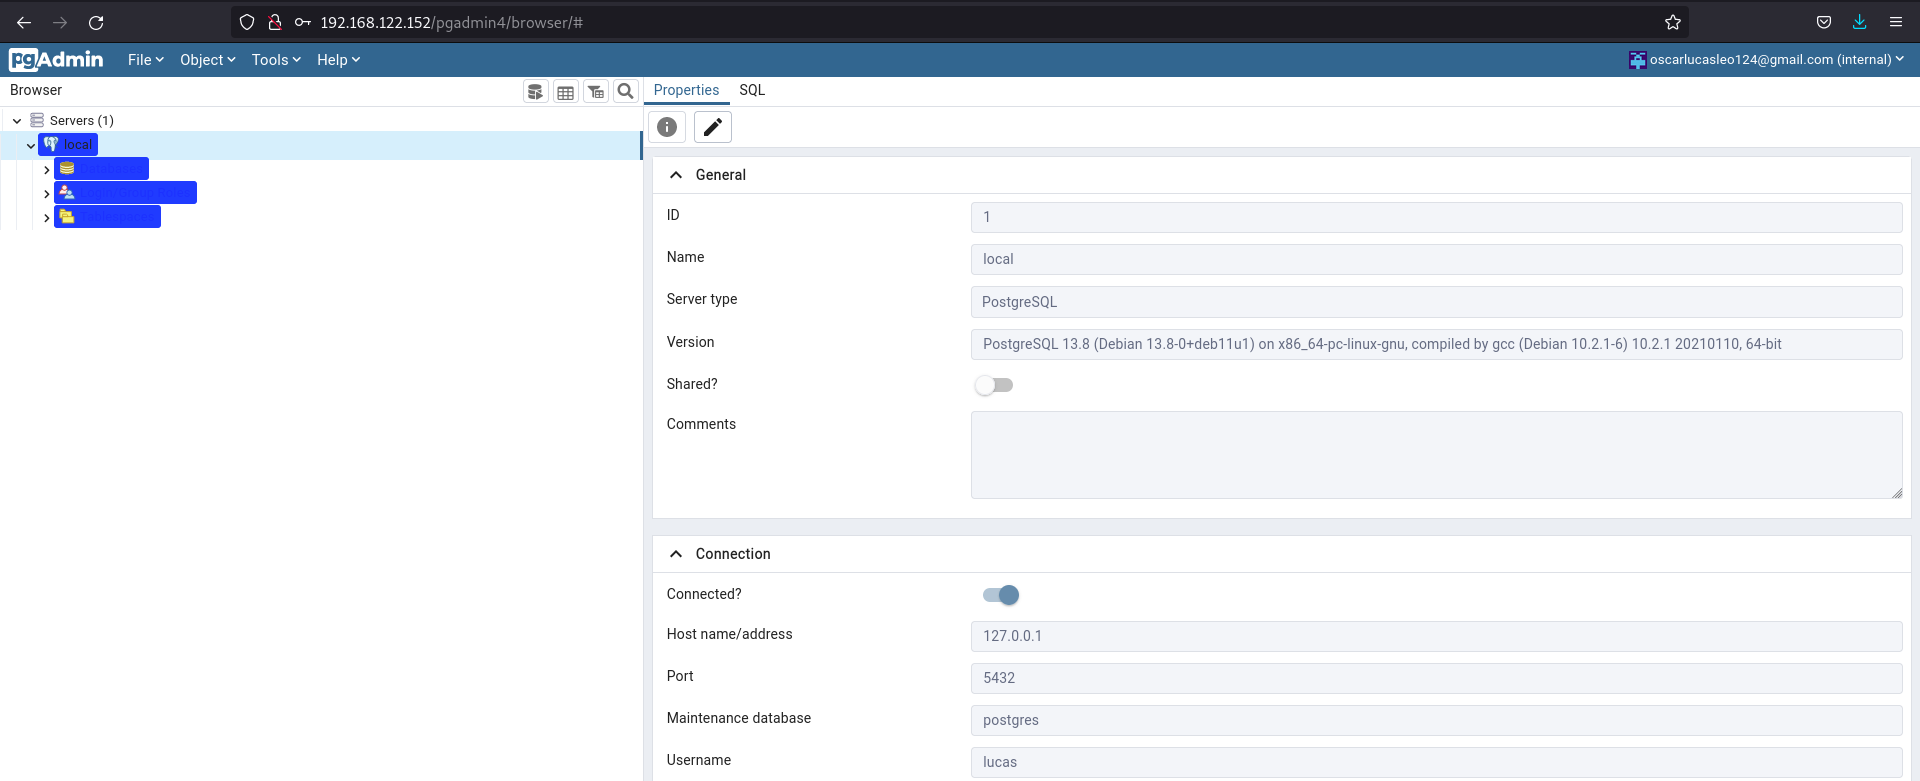 192.168.122.152/pgadmin4/browser/#
pgAdmin File Object Tools Help oscarlucasleo124@gmail.com (internal)
Browser
Properties SQL
Servers (1)
local
General
ID 1
Name local
Server type PostgreSQL
Version PostgreSQL 13.8 (Debian 13.8-0+deb11u1) on x86_64-pc-linux-gnu, compiled by gcc (Debian 10.2.1-6) 10.2.1 20210110, 64-bit
Shared?
Comments
Connection
Connected?
Host name/address 127.0.0.1
Port 5432
Maintenance database postgres
Username lucas